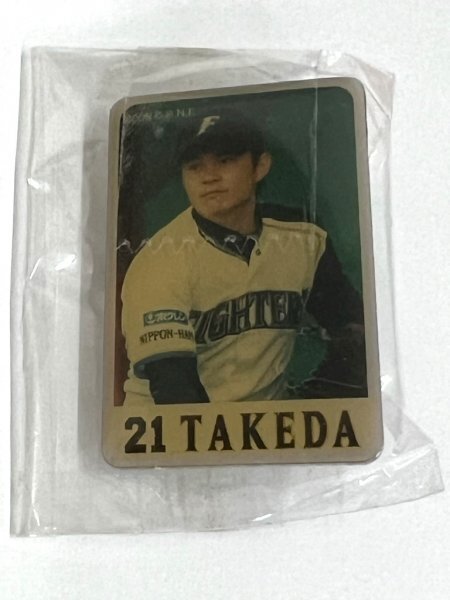 F
FIGHTERS
NIPPON-HAM
21 TAKEDA